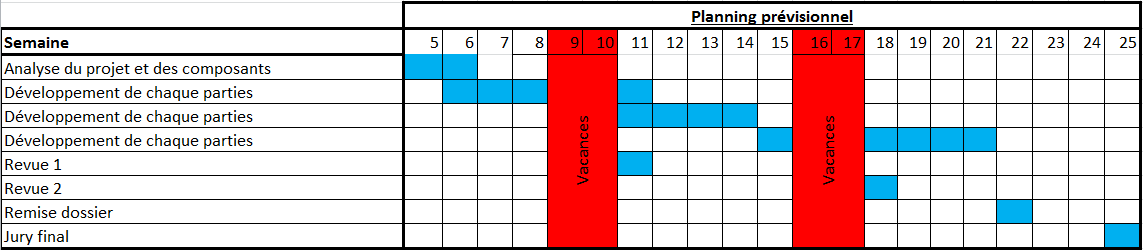 Planning prévisionnel
Semaine 5 6 7 8 9 10 11 12 13 14 15 16 17 18 19 20 21 22 23 24 25
Analyse du projet et des composants
Développement de chaque parties
Développement de chaque parties
Développement de chaque parties
Revue 1
Revue 2
Remise dossier
Jury final
Vacances
Vacances